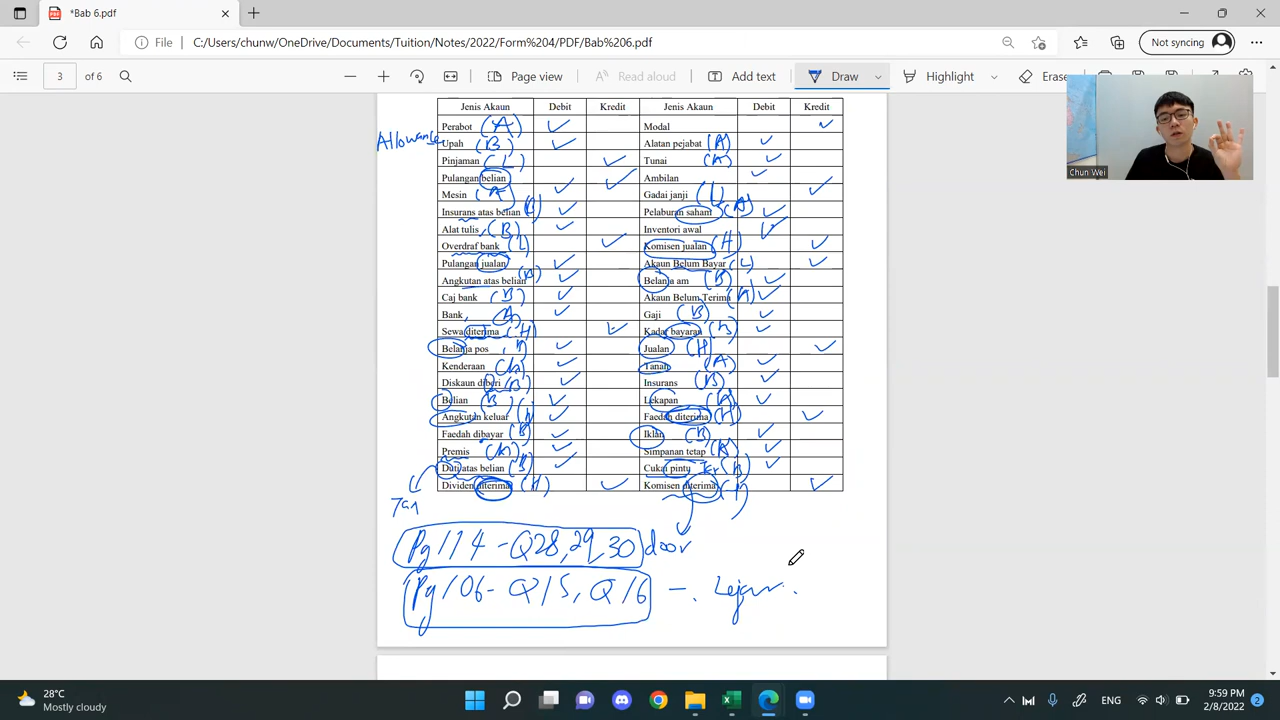 *Bab 6.pdf
File C:/Users/chunw/OneDrive/Documents/Tuition/Notes/2022/Form%204/PDF/Bab%206.pdf Not syncing
3 of 6 Page view Read aloud Add text Draw Highlight Erase
Jenis Akaun Debit Kredit Jenis Akaun Debit Kredit
Perabot (A) ✓ Modal ✓
Allowance Upah (B) ✓ Alatan pejabat (A) ✓
Pinjaman (L) ✓ Tunai (A) ✓
Pulangan belian ✓ Ambilan ✓
Mesin (A) ✓ Gadai janji (L) ✓
Insurans atas belian (B) ✓ Pelaburan saham (A) ✓
Alat tulis (B) ✓ Inventori awal ✓
Overdraf bank (L) ✓ Komisen jualan (H) ✓
Pulangan jualan ✓ Akaun Belum Bayar (L) ✓
Angkutan atas belian (B) ✓ Belanja am (B) ✓
Caj bank (B) ✓ Akaun Belum Terima (A) ✓
Bank (A) ✓ Gaji (B) ✓
Sewa diterima (H) ✓ Kadar bayaran (B) ✓
Belanja pos ✓ Jualan (H) ✓
Kenderaan (A) ✓ Tanah (A) ✓
Diskaun diberi (B) ✓ Insurans (B) ✓
Belian B ✓ Lekapan (A) ✓
Angkutan keluar ✓ Faedah diterima (H) ✓
Faedah dibayar (B) ✓ Iklan (B) ✓
Premis (A) ✓ Simpanan tetap (A) ✓
Duti atas belian (B) ✓ Cukai pintu (B) ✓
Dividen diterima (H) ✓ Komisen diterima ✓
Pg 114 - Q28, 29, 30 door
Pg 106 - Q15, Q16 - Lejar.
Chun Wei
28°C
Mostly cloudy
ENG
9:59 PM
2/8/2022
2